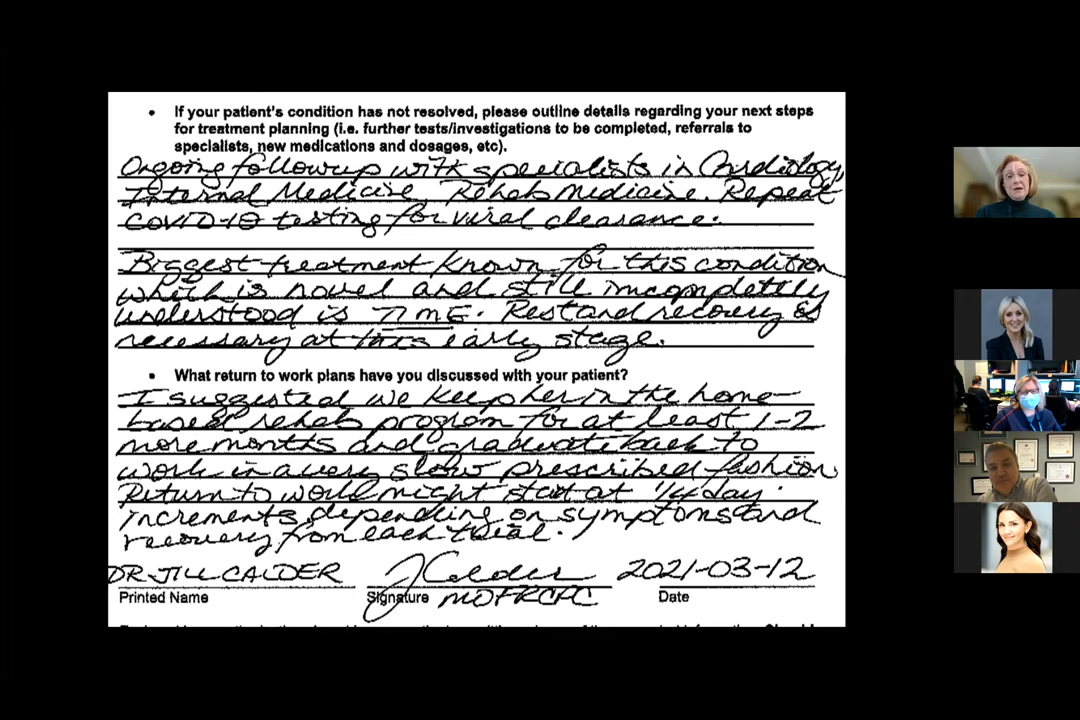 • If your patient's condition has not resolved, please outline details regarding your next steps
for treatment planning (i.e. further tests/investigations to be completed, referrals to
specialists, new medications and dosages, etc).
Ongoing followup with specialists in Cardiology,
Internal Medicine, Rehab Medicine. Repeat
COVID-19 testing for viral clearance.
Biggest treatment known for this condition
which is novel and still incompletely
understood is TIME. Rest and recovery is
necessary at this early stage.
• What return to work plans have you discussed with your patient?
I suggested we keep her in the home-
based rehab program for at least 1-2
more months and graduate back to
work in a very slow prescribed fashion
Return to work might start at 1/4 day
increments, depending on symptoms and
recovery from each trial.
DR JILL CALDER J Calder 2021-03-12
Printed Name Signature MD FRCPC Date